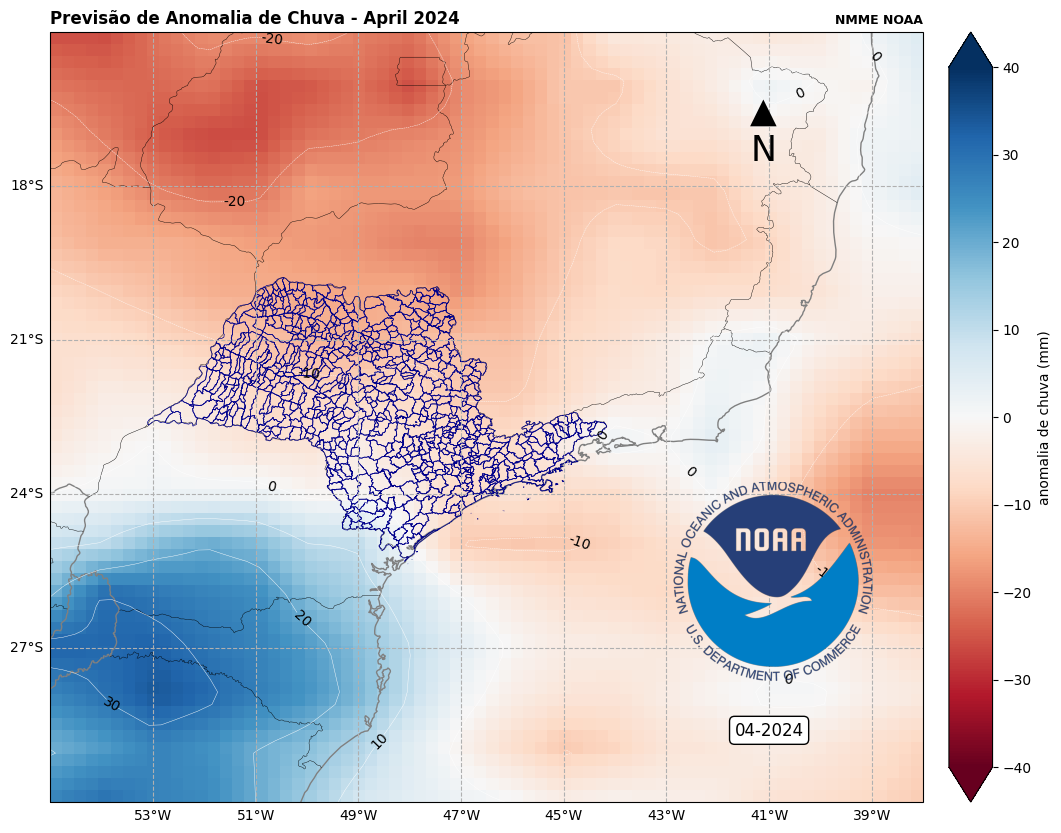 Previsão de Anomalia de Chuva - April 2024
NMME NOAA
-20
0
40
0
30
N
18°S
-20
20
21°S
10
-10
0
0
0
anomalia de chuva (mm)
24°S
0
-10
-10
NATIONAL OCEANIC AND ATMOSPHERIC ADMINISTRATION
NOAA
U.S. DEPARTMENT OF COMMERCE
20
−20
27°S
0
30
−30
04-2024
10
−40
53°W 51°W 49°W 47°W 45°W 43°W 41°W 39°W